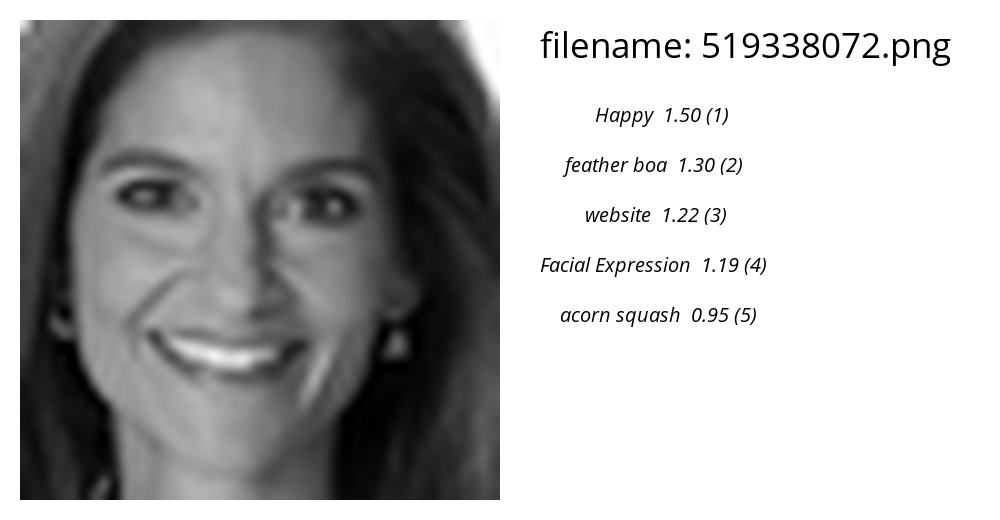 filename: 519338072.png
Happy 1.50 (1)
feather boa 1.30 (2)
website 1.22 (3)
Facial Expression 1.19 (4)
acorn squash 0.95 (5)